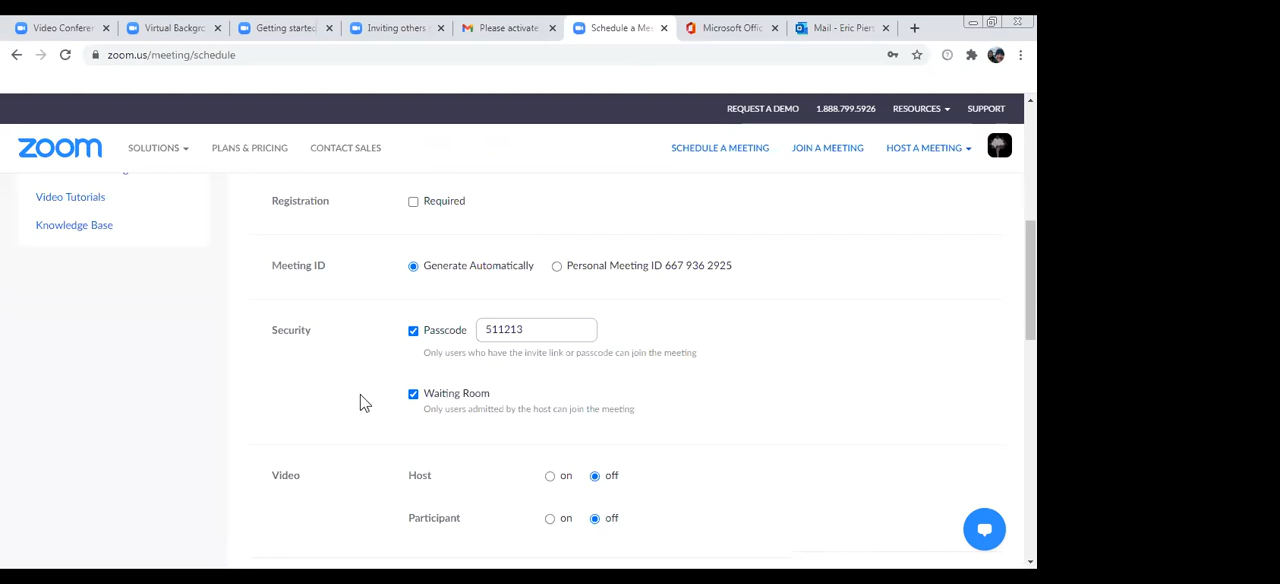 Video Conferen
Virtual Backgro
Getting started
Inviting others
Please activate
Schedule a Mee
Microsoft Offic
Mail - Eric Piers
zoom.us/meeting/schedule
REQUEST A DEMO 1.888.799.5926 RESOURCES SUPPORT
zoom SOLUTIONS PLANS & PRICING CONTACT SALES SCHEDULE A MEETING JOIN A MEETING HOST A MEETING
Video Tutorials
Knowledge Base
Registration Required
Meeting ID Generate Automatically Personal Meeting ID 667 936 2925
Security Passcode 511213
Only users who have the invite link or passcode can join the meeting
Waiting Room
Only users admitted by the host can join the meeting
Video Host on off
Participant on off